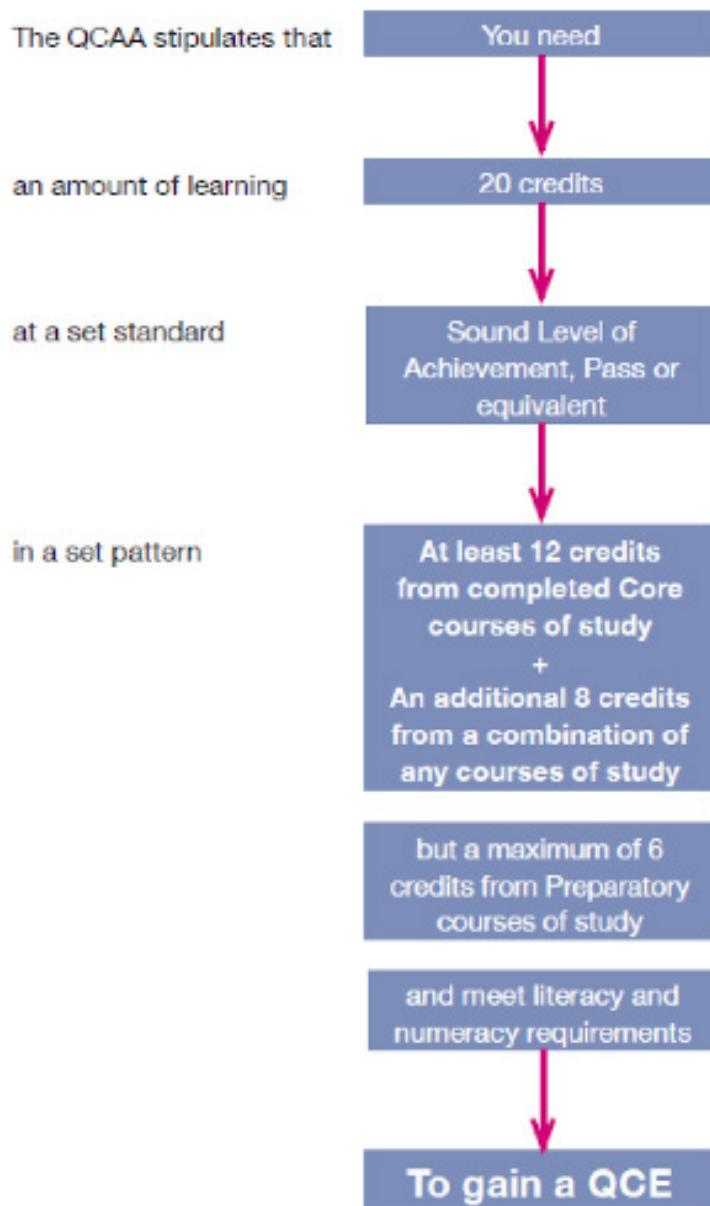 The QCAA stipulates that
You need
an amount of learning
20 credits
at a set standard
Sound Level of
Achievement, Pass or
equivalent
in a set pattern
At least 12 credits
from completed Core
courses of study
+
An additional 8 credits
from a combination of
any courses of study
but a maximum of 6
credits from Preparatory
courses of study
and meet literacy and
numeracy requirements
To gain a QCE